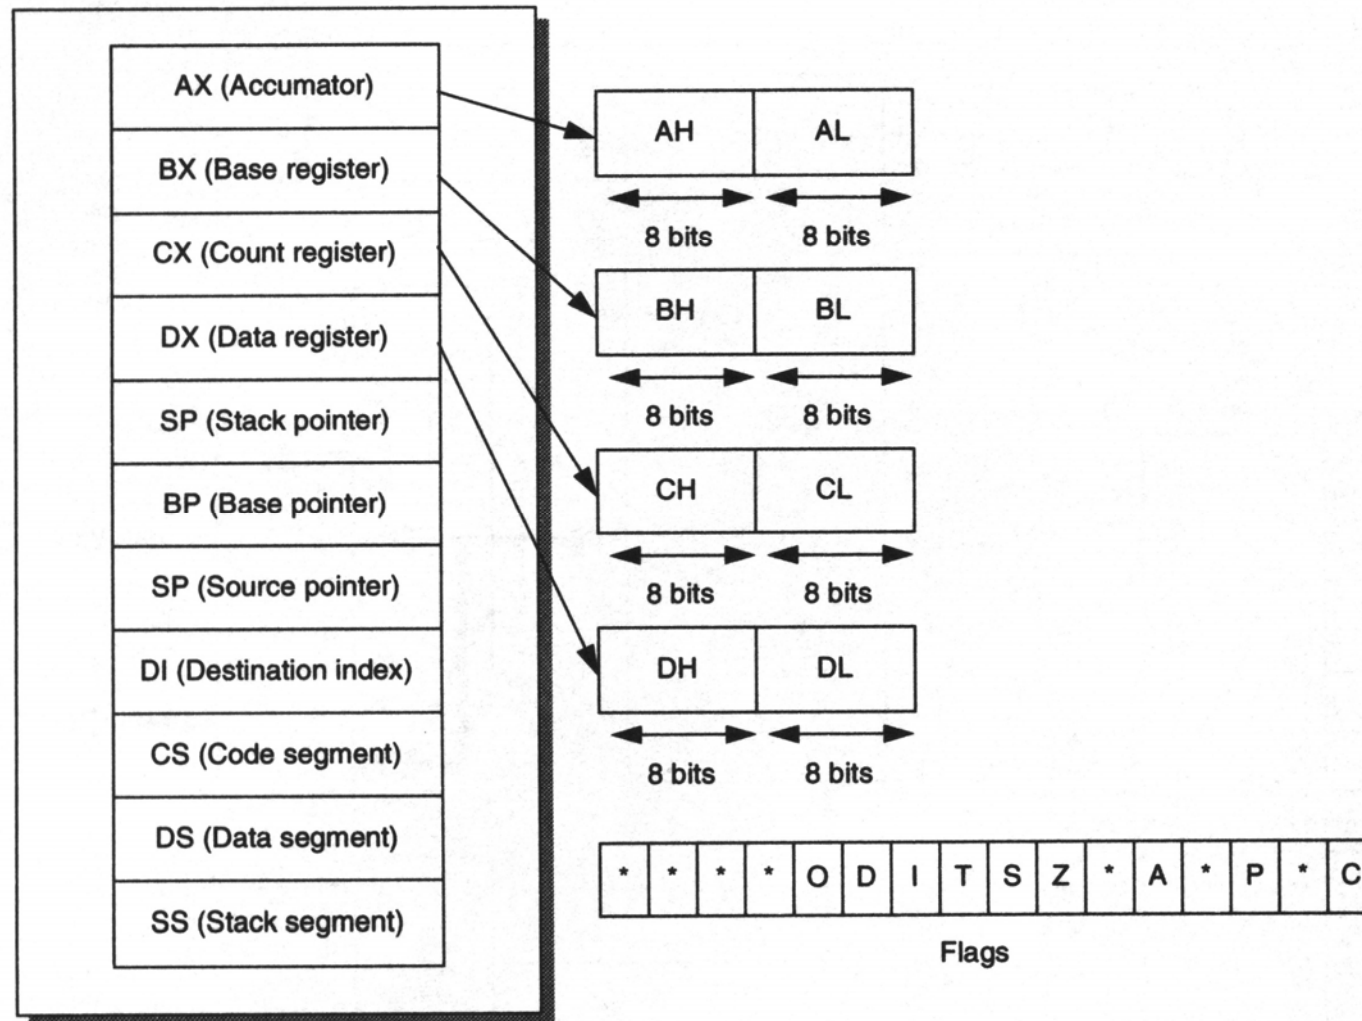 AX (Accumator)
BX (Base register)
CX (Count register)
DX (Data register)
SP (Stack pointer)
BP (Base pointer)
SP (Source pointer)
DI (Destination index)
CS (Code segment)
DS (Data segment)
SS (Stack segment)
AH AL
8 bits 8 bits
BH BL
8 bits 8 bits
CH CL
8 bits 8 bits
DH DL
8 bits 8 bits
* * * * O D I T S Z * A * P * C
Flags